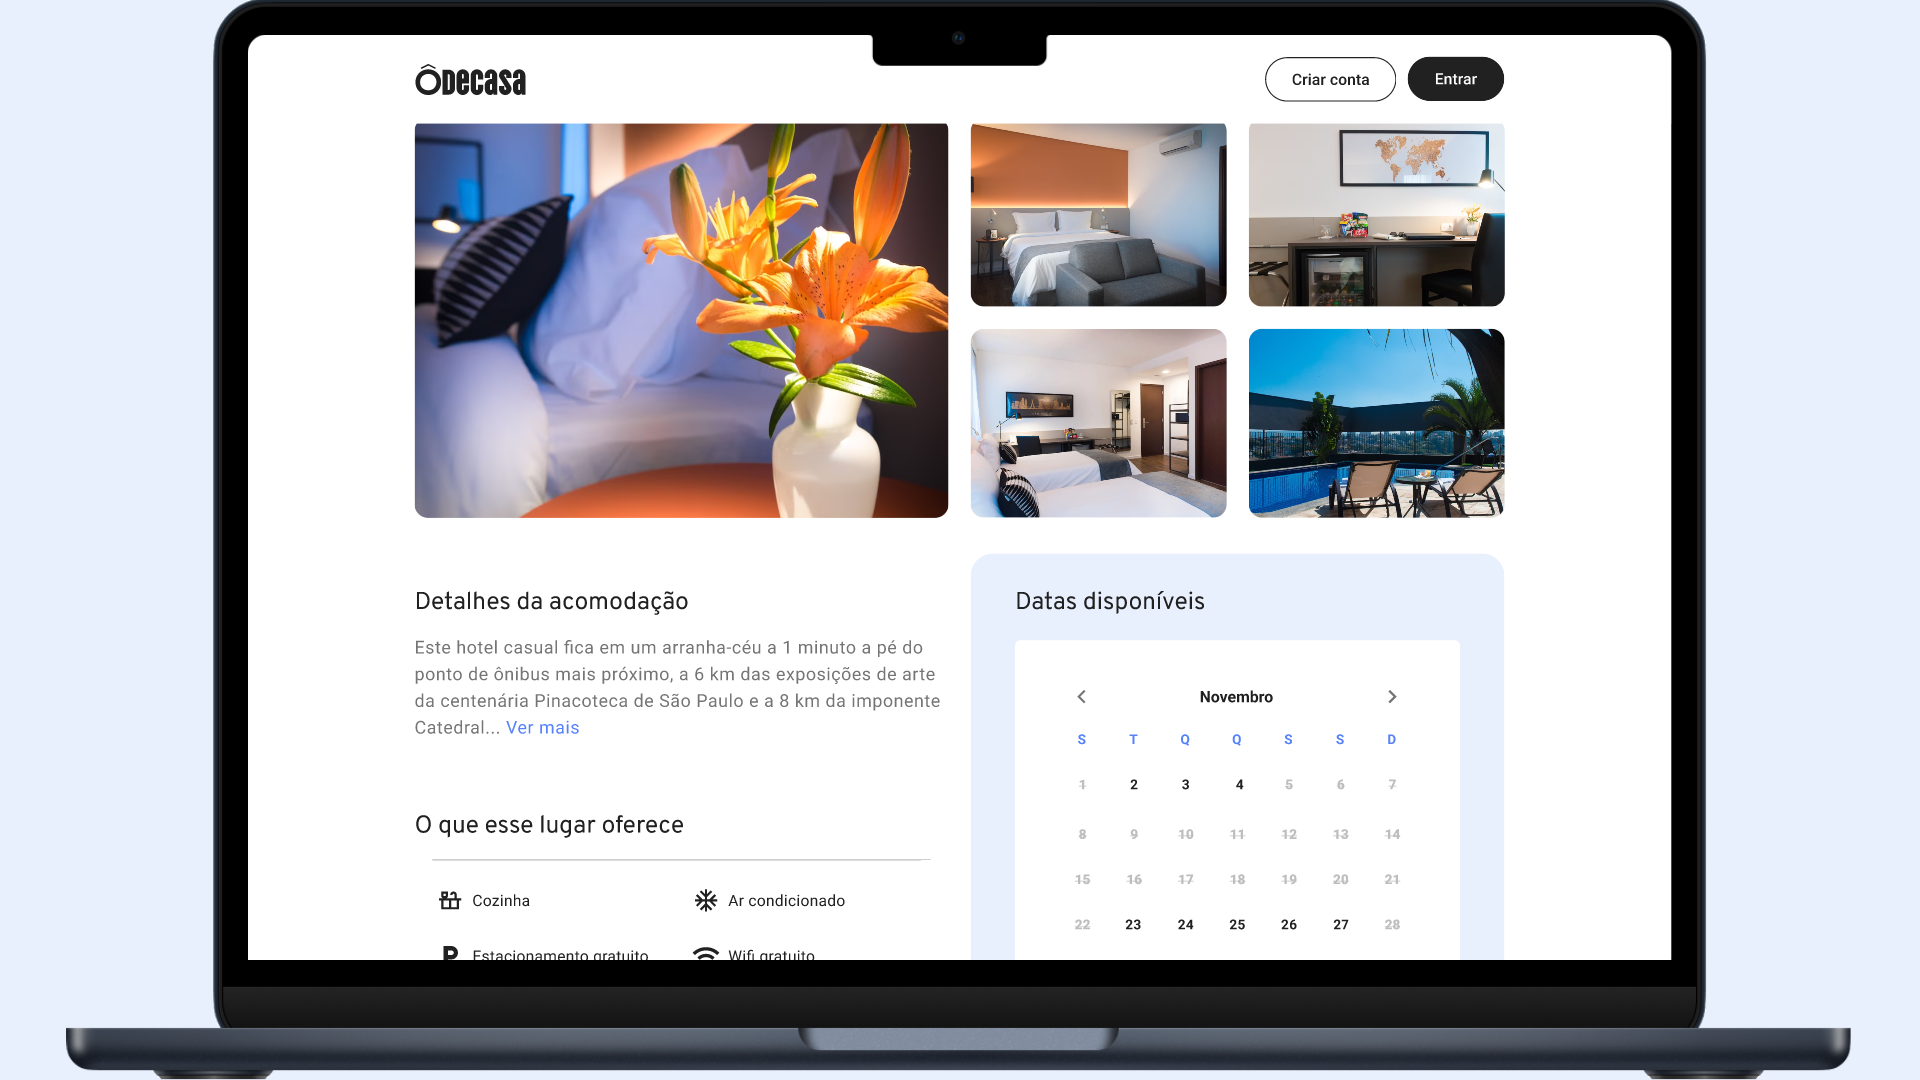 Ôdecasa
Criar conta
Entrar
Detalhes da acomodação
Este hotel casual fica em um arranha-céu a 1 minuto a pé do
ponto de ônibus mais próximo, a 6 km das exposições de arte
da centenária Pinacoteca de São Paulo e a 8 km da imponente
Catedral... Ver mais
O que esse lugar oferece
Cozinha
Ar condicionado
Estacionamento gratuito
Wifi gratuito
Datas disponíveis
Novembro
S T Q Q S S D
1 2 3 4 5 6 7
8 9 10 11 12 13 14
15 16 17 18 19 20 21
22 23 24 25 26 27 28